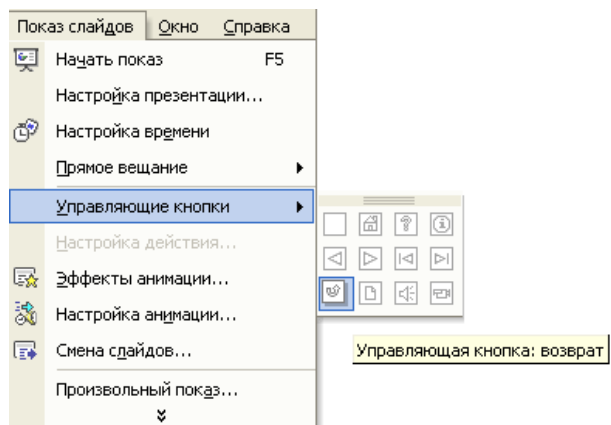 Показ слайдов Окно Справка
Начать показ F5
Настройка презентации...
Настройка времени
Прямое вещание
Управляющие кнопки
Настройка действия...
Эффекты анимации...
Настройка анимации...
Смена слайдов...
Управляющая кнопка: возврат
Произвольный показ...